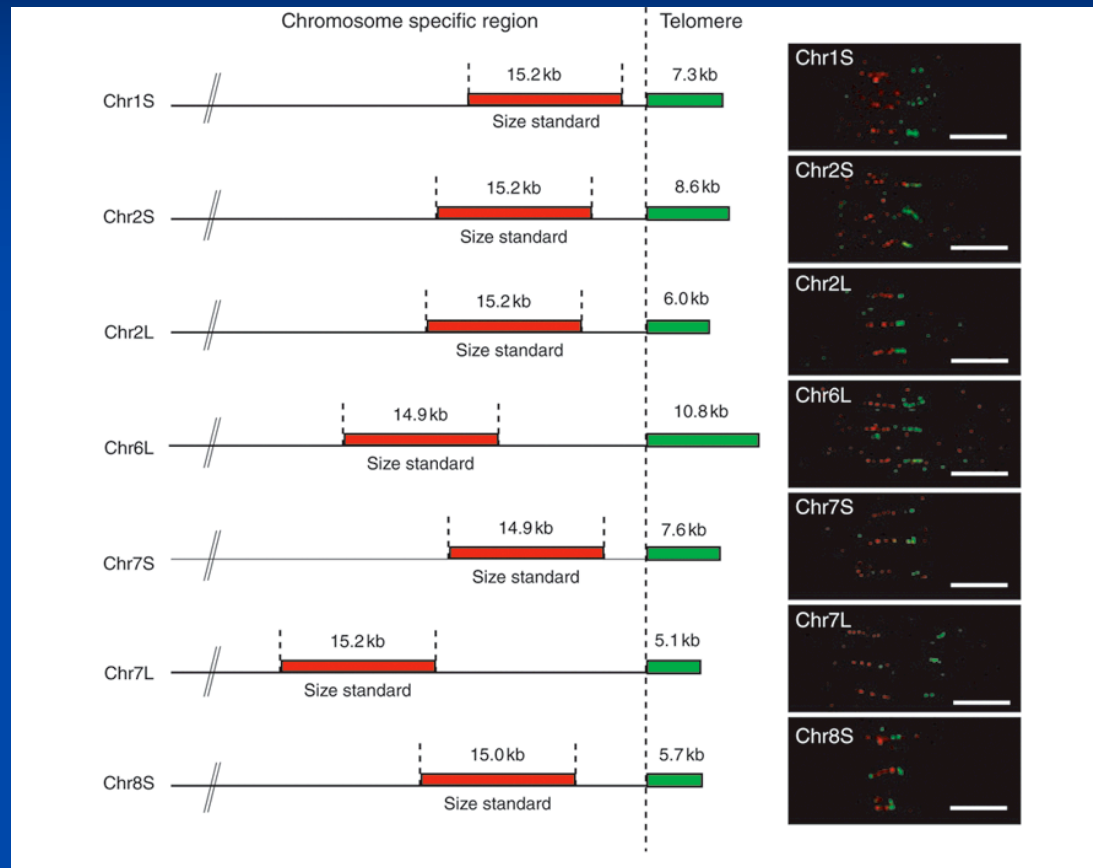 Chromosome specific region Telomere
15.2 kb 7.3 kb
Chr1S
Size standard
Chr1S
15.2 kb 8.6 kb
Chr2S
Size standard
Chr2S
15.2 kb 6.0 kb
Chr2L
Size standard
Chr2L
14.9 kb 10.8 kb
Chr6L
Size standard
Chr6L
14.9 kb 7.6 kb
Chr7S
Size standard
Chr7S
15.2 kb 5.1 kb
Chr7L
Size standard
Chr7L
15.0 kb 5.7 kb
Chr8S
Size standard
Chr8S